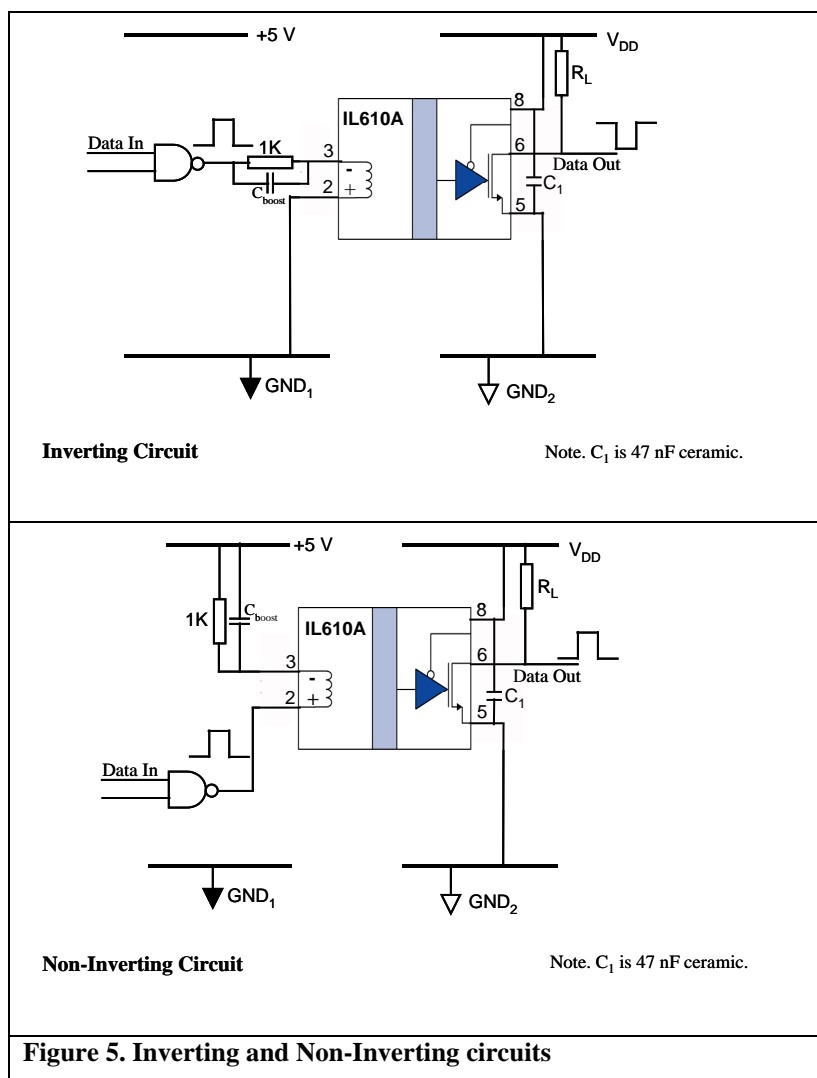 +5 V
V_DD
R_L
IL610A
8
Data In
1K
3
6
-
Data Out
C_boost
2
+
C_1
5
GND_1
GND_2
Inverting Circuit
Note. C_1 is 47 nF ceramic.
+5 V
V_DD
R_L
1K
C_boost
IL610A
8
3
6
-
Data Out
2
+
C_1
5
Data In
GND_1
GND_2
Non-Inverting Circuit
Note. C_1 is 47 nF ceramic.
Figure 5. Inverting and Non-Inverting circuits